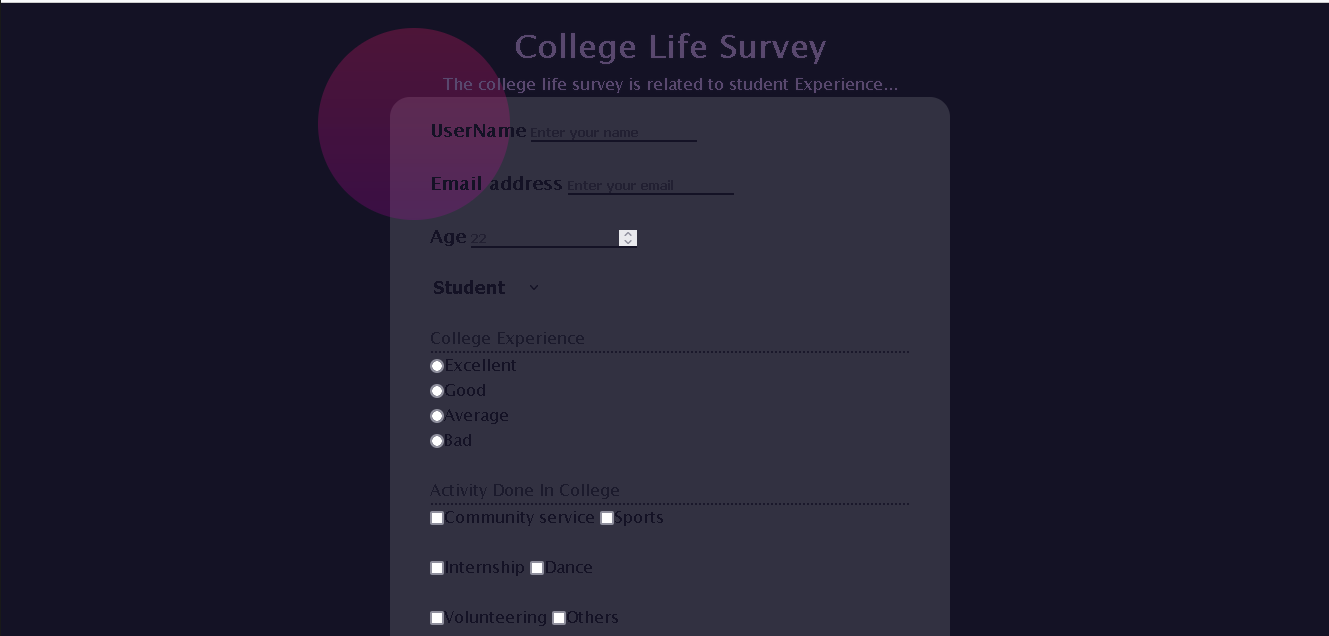 College Life Survey
The college life survey is related to student Experience...
UserName Enter your name
Email address Enter your email
Age 22
Student
College Experience
Excellent
Good
Average
Bad
Activity Done In College
Community service Sports
Internship Dance
Volunteering Others